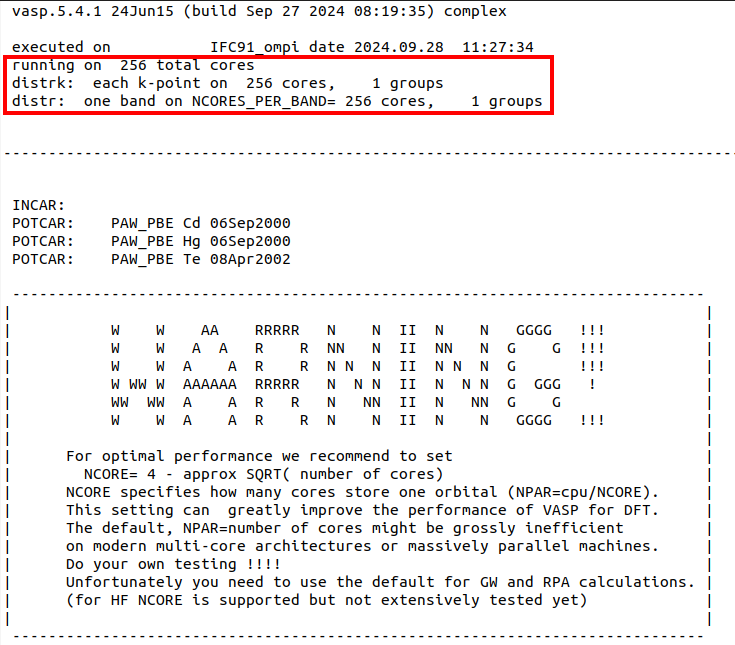 vasp.5.4.1 24Jun15 (build Sep 27 2024 08:19:35) complex
executed on IFC91_ompi date 2024.09.28 11:27:34
running on 256 total cores
distrk: each k-point on 256 cores, 1 groups
distr: one band on NCORES_PER_BAND= 256 cores, 1 groups
--------------------------------------------------------------------------------
INCAR:
POTCAR: PAW_PBE Cd 06Sep2000
POTCAR: PAW_PBE Hg 06Sep2000
POTCAR: PAW_PBE Te 08Apr2002
-----------------------------------------------------------------------------
| |
| W W AA RRRRR N N II N N GGGG !!! |
| W W A A R R NN N II NN N G G !!! |
| W W A A R R N N N II N N N G !!! |
| W WW W AAAAAA RRRRR N N N II N N N G GGG ! |
| WW WW A A R R N NN II N NN G G |
| W W A A R R N N II N N GGGG !!! |
| |
| For optimal performance we recommend to set |
| NCORE= 4 - approx SQRT( number of cores) |
| NCORE specifies how many cores store one orbital (NPAR=cpu/NCORE). |
| This setting can greatly improve the performance of VASP for DFT. |
| The default, NPAR=number of cores might be grossly inefficient |
| on modern multi-core architectures or massively parallel machines. |
| Do your own testing !!!! |
| Unfortunately you need to use the default for GW and RPA calculations. |
| (for HF NCORE is supported but not extensively tested yet) |
| |
-----------------------------------------------------------------------------